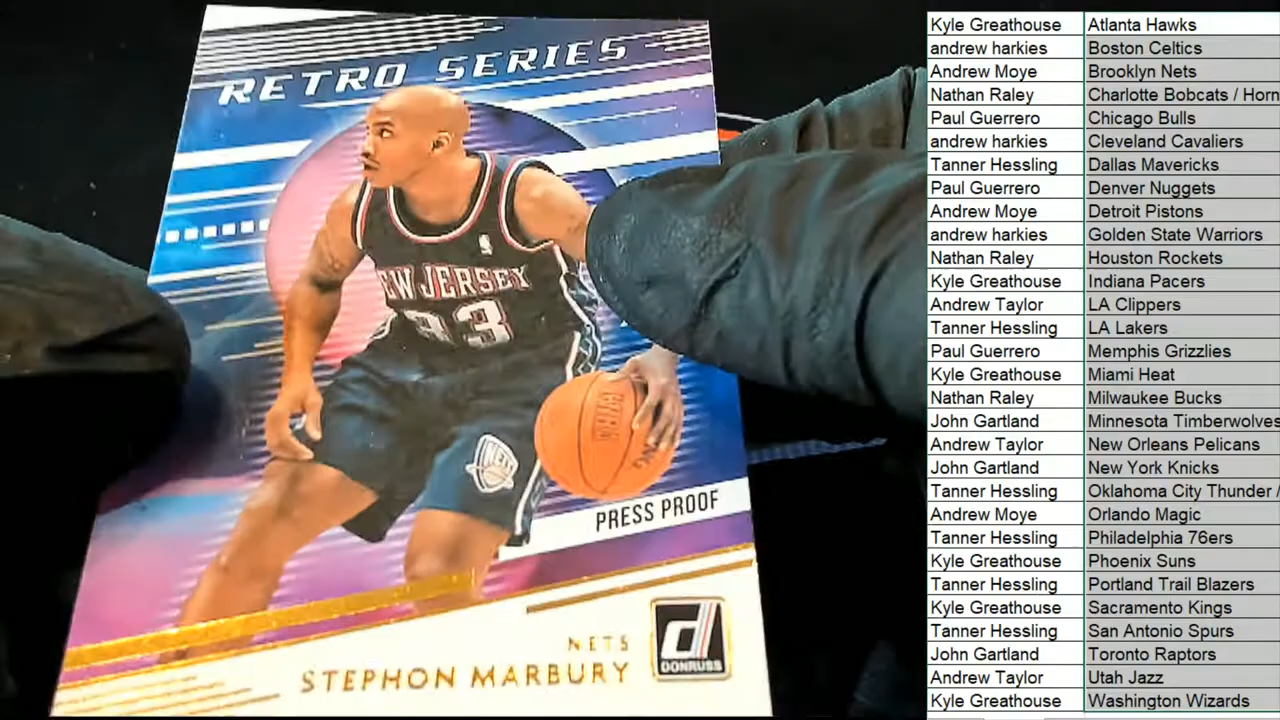 RETRO SERIES
NEW JERSEY
33
NETS
PRESS PROOF
NETS
STEPHON MARBURY
d
DONRUSS
Kyle Greathouse Atlanta Hawks
andrew harkies Boston Celtics
Andrew Moye Brooklyn Nets
Nathan Raley Charlotte Bobcats / Horn
Paul Guerrero Chicago Bulls
andrew harkies Cleveland Cavaliers
Tanner Hessling Dallas Mavericks
Paul Guerrero Denver Nuggets
Andrew Moye Detroit Pistons
andrew harkies Golden State Warriors
Nathan Raley Houston Rockets
Kyle Greathouse Indiana Pacers
Andrew Taylor LA Clippers
Tanner Hessling LA Lakers
Paul Guerrero Memphis Grizzlies
Kyle Greathouse Miami Heat
Nathan Raley Milwaukee Bucks
John Gartland Minnesota Timberwolves
Andrew Taylor New Orleans Pelicans
John Gartland New York Knicks
Tanner Hessling Oklahoma City Thunder /
Andrew Moye Orlando Magic
Tanner Hessling Philadelphia 76ers
Kyle Greathouse Phoenix Suns
Tanner Hessling Portland Trail Blazers
Kyle Greathouse Sacramento Kings
Tanner Hessling San Antonio Spurs
John Gartland Toronto Raptors
Andrew Taylor Utah Jazz
Kyle Greathouse Washington Wizards